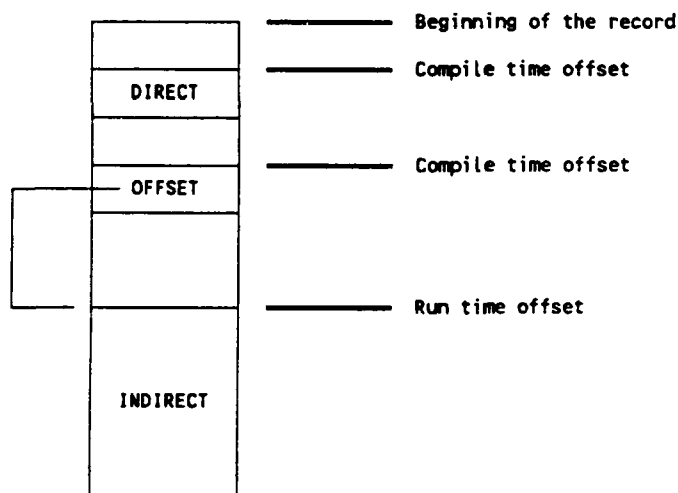 Beginning of the record
Compile time offset
DIRECT
Compile time offset
OFFSET
Run time offset
INDIRECT